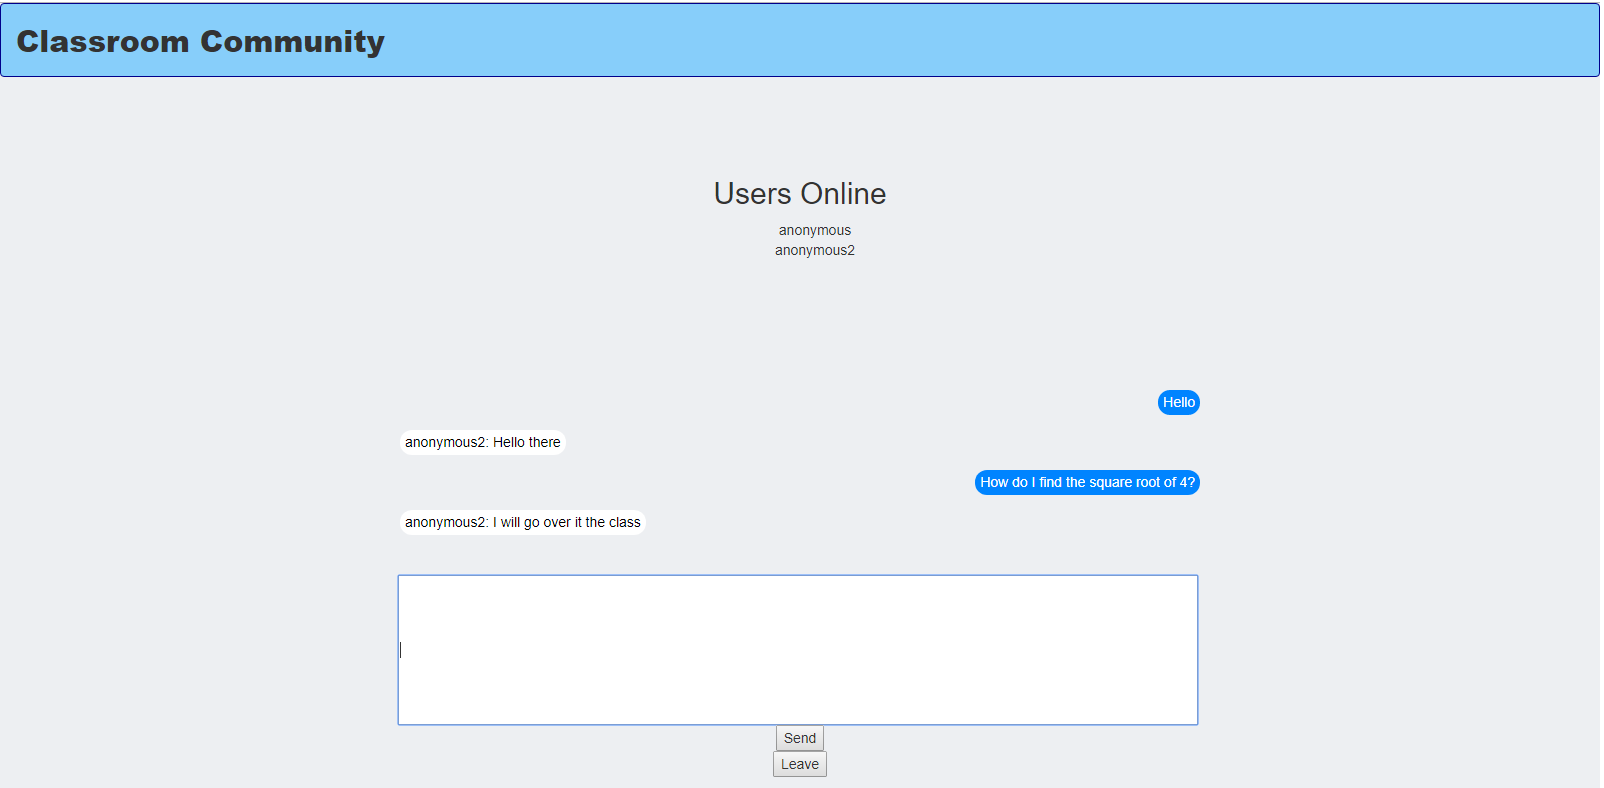 Classroom Community
Users Online
anonymous
anonymous2
Hello
anonymous2: Hello there
How do I find the square root of 4?
anonymous2: I will go over it the class
Send
Leave